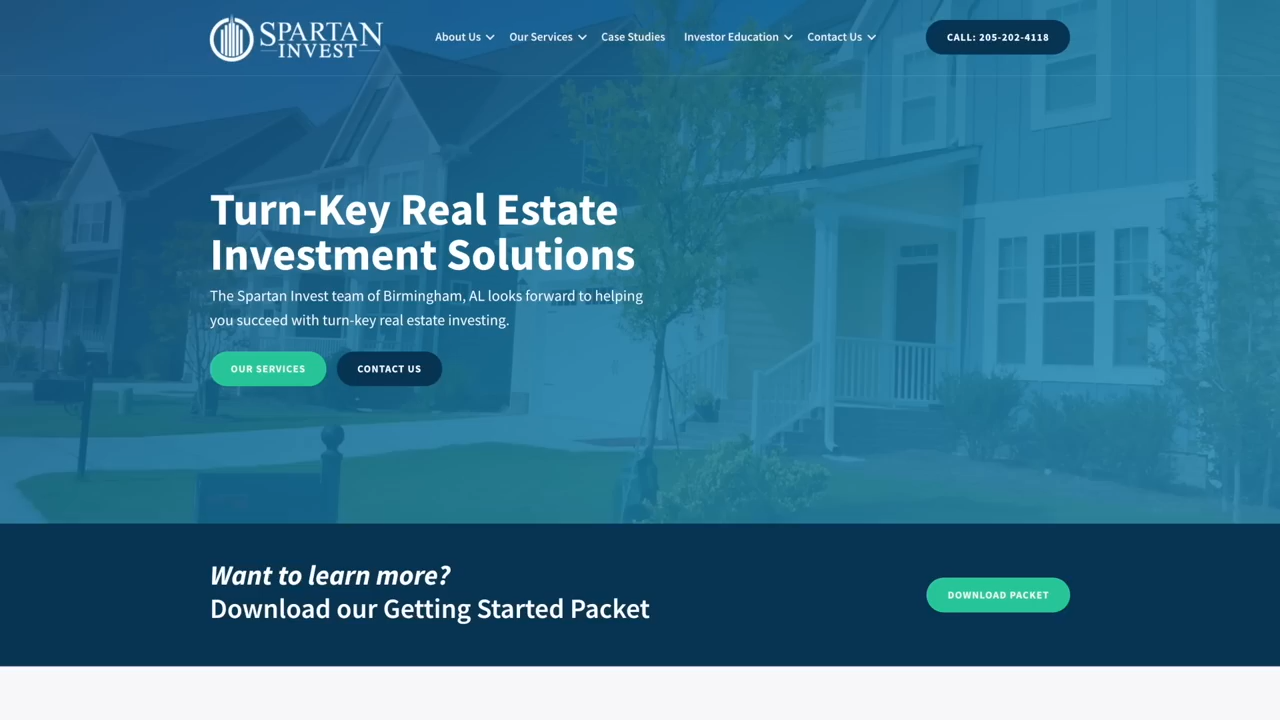 SPARTAN
INVEST
About Us
Our Services
Case Studies
Investor Education
Contact Us
CALL: 205-202-4118
Turn-Key Real Estate
Investment Solutions
The Spartan Invest team of Birmingham, AL looks forward to helping
you succeed with turn-key real estate investing.
OUR SERVICES
CONTACT US
Want to learn more?
Download our Getting Started Packet
DOWNLOAD PACKET